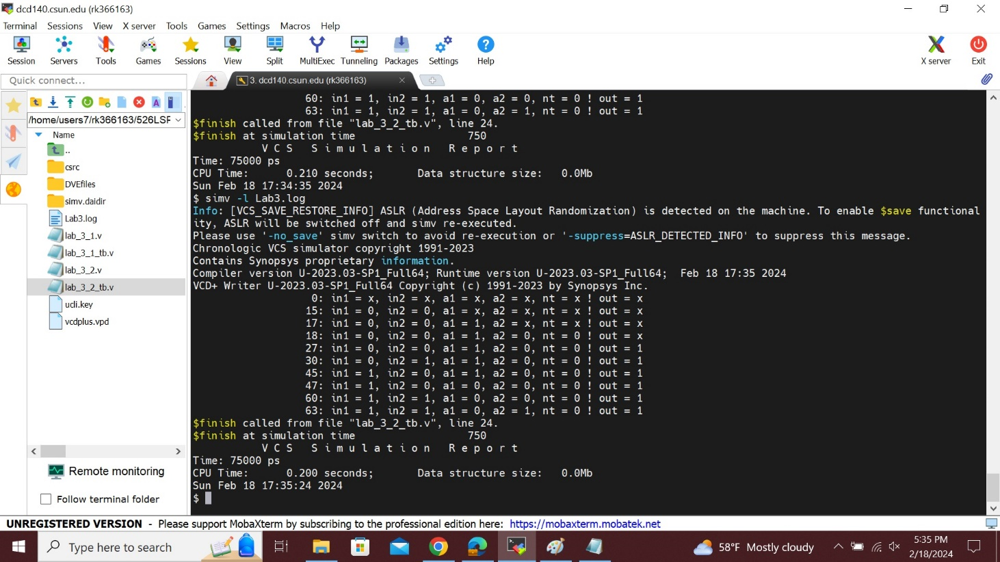 dcd140.csun.edu (rk366163)
Terminal Sessions View X server Tools Games Settings Macros Help
Session Servers Tools Games Sessions View Split MultiExec Tunneling Packages Settings Help X server Exit
Quick connect...
3. dcd140.csun.edu (rk366163)
/home/users7/rk366163/526LSF
Name
..
csrc
DVEfiles
simv.daidir
Lab3.log
lab_3_1.v
lab_3_1_tb.v
lab_3_2.v
lab_3_2_tb.v
ucli.key
vcdplus.vpd
Remote monitoring
Follow terminal folder
60: in1 = 1, in2 = 1, a1 = 0, a2 = 0, nt = 0 ! out = 1
63: in1 = 1, in2 = 1, a1 = 0, a2 = 1, nt = 0 ! out = 1
$finish called from file "lab_3_2_tb.v", line 24.
$finish at simulation time 750
V C S S i m u l a t i o n R e p o r t
Time: 75000 ps
CPU Time: 0.210 seconds; Data structure size: 0.0Mb
Sun Feb 18 17:34:35 2024
$ simv -l Lab3.log
Info: [VCS_SAVE_RESTORE_INFO] ASLR (Address Space Layout Randomization) is detected on the machine. To enable $save functional
ity, ASLR will be switched off and simv re-executed.
Please use '-no_save' simv switch to avoid re-execution or '-suppress=ASLR_DETECTED_INFO' to suppress this message.
Chronologic VCS simulator copyright 1991-2023
Contains Synopsys proprietary information.
Compiler version U-2023.03-SP1_Full64; Runtime version U-2023.03-SP1_Full64; Feb 18 17:35 2024
VCD+ Writer U-2023.03-SP1_Full64 Copyright (c) 1991-2023 by Synopsys Inc.
0: in1 = x, in2 = x, a1 = x, a2 = x, nt = x ! out = x
15: in1 = 0, in2 = 0, a1 = x, a2 = x, nt = x ! out = x
17: in1 = 0, in2 = 0, a1 = 1, a2 = x, nt = x ! out = x
18: in1 = 0, in2 = 0, a1 = 1, a2 = 0, nt = 0 ! out = x
27: in1 = 0, in2 = 0, a1 = 1, a2 = 0, nt = 0 ! out = 1
30: in1 = 0, in2 = 1, a1 = 1, a2 = 0, nt = 0 ! out = 1
45: in1 = 1, in2 = 0, a1 = 1, a2 = 0, nt = 0 ! out = 1
47: in1 = 1, in2 = 0, a1 = 0, a2 = 0, nt = 0 ! out = 1
60: in1 = 1, in2 = 1, a1 = 0, a2 = 0, nt = 0 ! out = 1
63: in1 = 1, in2 = 1, a1 = 0, a2 = 1, nt = 0 ! out = 1
$finish called from file "lab_3_2_tb.v", line 24.
$finish at simulation time 750
V C S S i m u l a t i o n R e p o r t
Time: 75000 ps
CPU Time: 0.200 seconds; Data structure size: 0.0Mb
Sun Feb 18 17:35:24 2024
$
UNREGISTERED VERSION - Please support MobaXterm by subscribing to the professional edition here: https://mobaxterm.mobatek.net
Type here to search
58°F Mostly cloudy
5:35 PM
2/18/2024